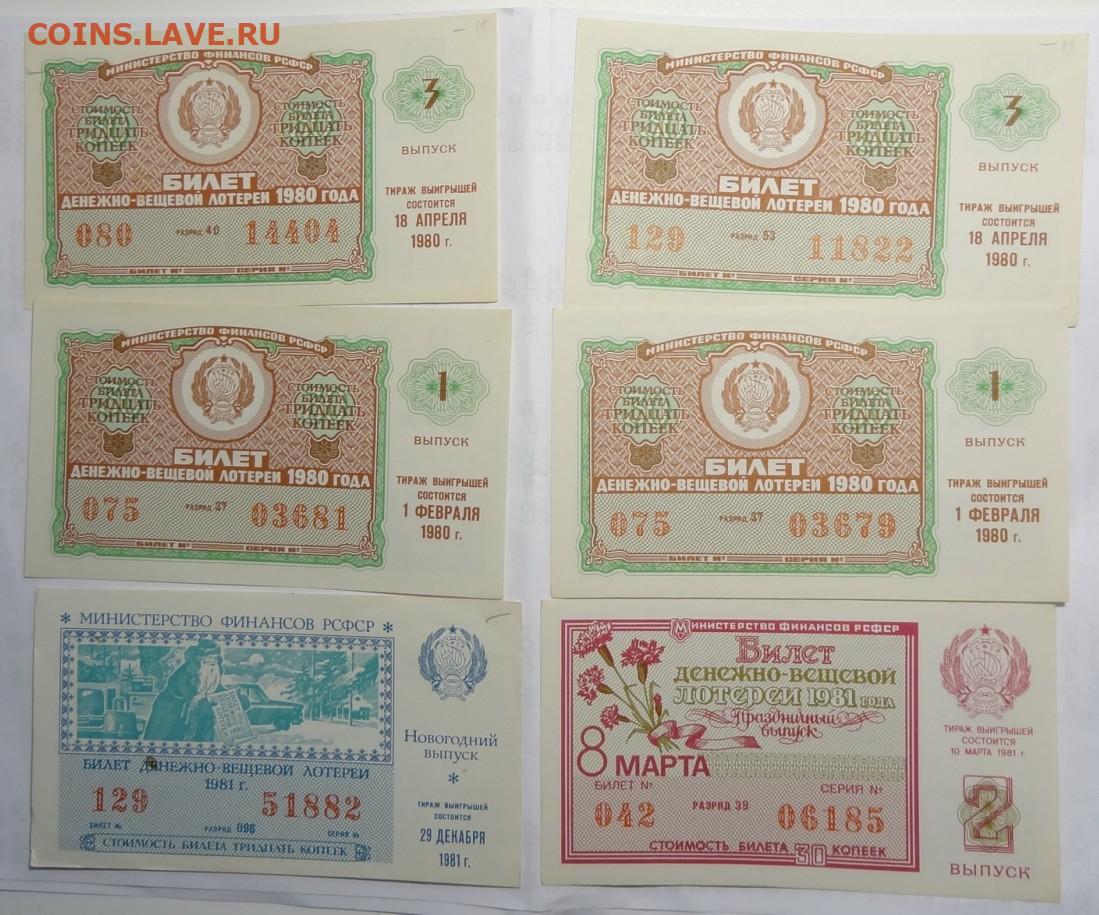 COINS.LAVE.RU
МИНИСТЕРСТВО ФИНАНСОВ РСФСР
СТОИМОСТЬ БИЛЕТА ТРИДЦАТЬ КОПЕЕК
СТОИМОСТЬ БИЛЕТА ТРИДЦАТЬ КОПЕЕК
БИЛЕТ
ДЕНЕЖНО-ВЕЩЕВОЙ ЛОТЕРЕИ 1980 ГОДА
080 РАЗРЯД 40 14404
БИЛЕТ № СЕРИЯ №
3
ВЫПУСК
ТИРАЖ ВЫИГРЫШЕЙ
СОСТОИТСЯ
18 АПРЕЛЯ
1980 г.
МИНИСТЕРСТВО ФИНАНСОВ РСФСР
СТОИМОСТЬ БИЛЕТА ТРИДЦАТЬ КОПЕЕК
СТОИМОСТЬ БИЛЕТА ТРИДЦАТЬ КОПЕЕК
БИЛЕТ
ДЕНЕЖНО-ВЕЩЕВОЙ ЛОТЕРЕИ 1980 ГОДА
129 РАЗРЯД 53 11822
БИЛЕТ № СЕРИЯ №
3
ВЫПУСК
ТИРАЖ ВЫИГРЫШЕЙ
СОСТОИТСЯ
18 АПРЕЛЯ
1980 г.
МИНИСТЕРСТВО ФИНАНСОВ РСФСР
СТОИМОСТЬ БИЛЕТА ТРИДЦАТЬ КОПЕЕК
СТОИМОСТЬ БИЛЕТА ТРИДЦАТЬ КОПЕЕК
БИЛЕТ
ДЕНЕЖНО-ВЕЩЕВОЙ ЛОТЕРЕИ 1980 ГОДА
075 РАЗРЯД 37 03681
БИЛЕТ № СЕРИЯ №
1
ВЫПУСК
ТИРАЖ ВЫИГРЫШЕЙ
СОСТОИТСЯ
1 ФЕВРАЛЯ
1980 г.
МИНИСТЕРСТВО ФИНАНСОВ РСФСР
СТОИМОСТЬ БИЛЕТА ТРИДЦАТЬ КОПЕЕК
СТОИМОСТЬ БИЛЕТА ТРИДЦАТЬ КОПЕЕК
БИЛЕТ
ДЕНЕЖНО-ВЕЩЕВОЙ ЛОТЕРЕИ 1980 ГОДА
075 РАЗРЯД 37 03679
БИЛЕТ № СЕРИЯ №
1
ВЫПУСК
ТИРАЖ ВЫИГРЫШЕЙ
СОСТОИТСЯ
1 ФЕВРАЛЯ
1980 г.
МИНИСТЕРСТВО ФИНАНСОВ РСФСР
БИЛЕТ ДЕНЕЖНО-ВЕЩЕВОЙ ЛОТЕРЕИ
1981 г.
129 51882
БИЛЕТ № РАЗРЯД 096 СЕРИЯ №
СТОИМОСТЬ БИЛЕТА ТРИДЦАТЬ КОПЕЕК
Новогодний
выпуск
ТИРАЖ ВЫИГРЫШЕЙ
СОСТОИТСЯ
29 ДЕКАБРЯ
1981 г.
МИНИСТЕРСТВО ФИНАНСОВ РСФСР
Билет
ДЕНЕЖНО-ВЕЩЕВОЙ
ЛОТЕРЕИ 1981 ГОДА
Праздничный
выпуск
8 МАРТА
БИЛЕТ № СЕРИЯ №
042 РАЗРЯД 39 06185
СТОИМОСТЬ БИЛЕТА 30 КОПЕЕК
ТИРАЖ ВЫИГРЫШЕЙ
СОСТОИТСЯ
10 МАРТА 1981 г.
2
ВЫПУСК